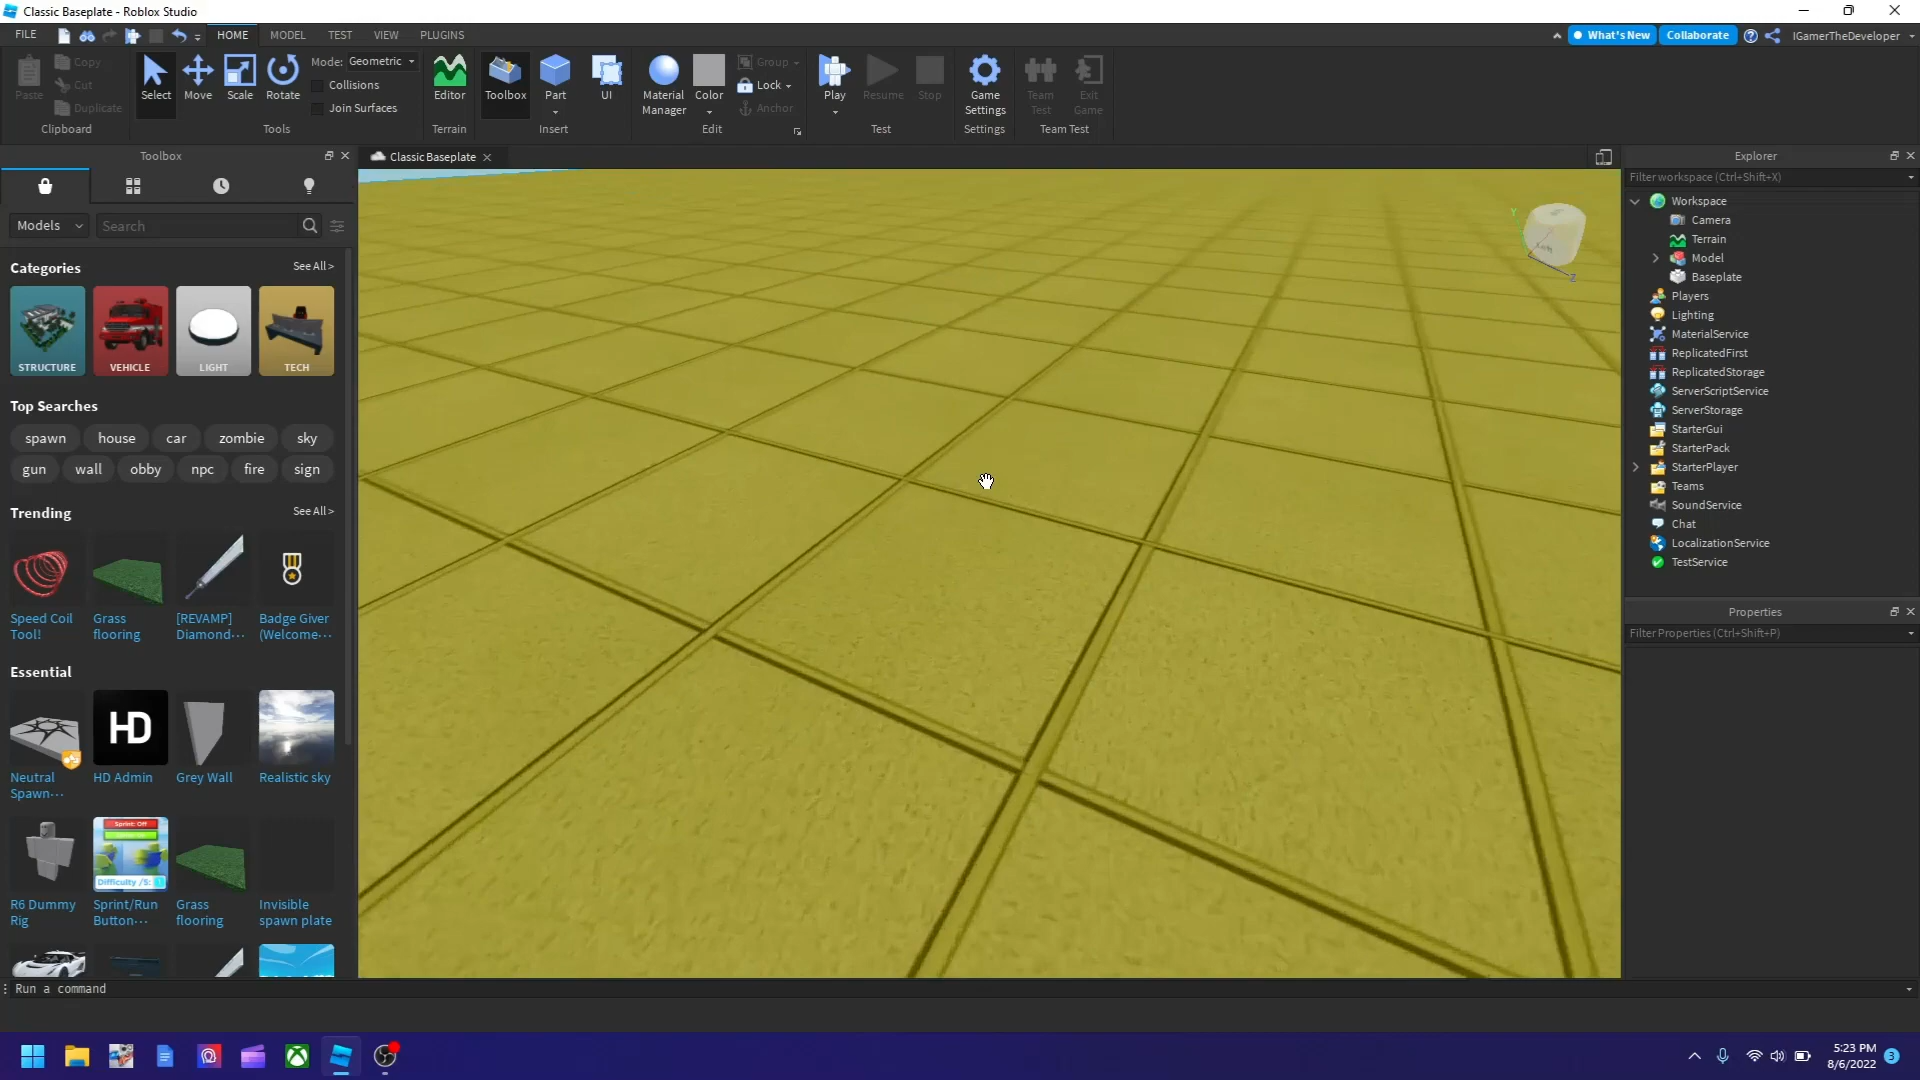 Classic Baseplate - Roblox Studio
FILE HOME MODEL TEST VIEW PLUGINS
What's New Collaborate IGamerTheDeveloper
Paste Copy Cut Duplicate
Clipboard
Select Move Scale Rotate
Mode: Geometric
Collisions
Join Surfaces
Tools
Editor
Terrain
Toolbox Part UI
Insert
Material Manager Color
Group
Lock
Anchor
Edit
Play Resume Stop
Test
Game Settings
Settings
Team Test Exit Game
Team Test
Toolbox
Models Search
Categories See All >
STRUCTURE VEHICLE LIGHT TECH
Top Searches
spawn house car zombie sky
gun wall obby npc fire sign
Trending See All >
Speed Coil Tool!
Grass flooring
[REVAMP] Diamond...
Badge Giver (Welcome...
Essential
HD
Neutral Spawn...
HD Admin
Grey Wall
Realistic sky
Sprint: Off
Difficulty /5:
R6 Dummy Rig
Sprint/Run Button...
Grass flooring
Invisible spawn plate
Classic Baseplate
Y
Left
Z
Explorer
Filter workspace (Ctrl+Shift+X)
Workspace
Camera
Terrain
Model
Baseplate
Players
Lighting
MaterialService
ReplicatedFirst
ReplicatedStorage
ServerScriptService
ServerStorage
StarterGui
StarterPack
StarterPlayer
Teams
SoundService
Chat
LocalizationService
TestService
Properties
Filter Properties (Ctrl+Shift+P)
Run a command
5:23 PM
8/6/2022
3